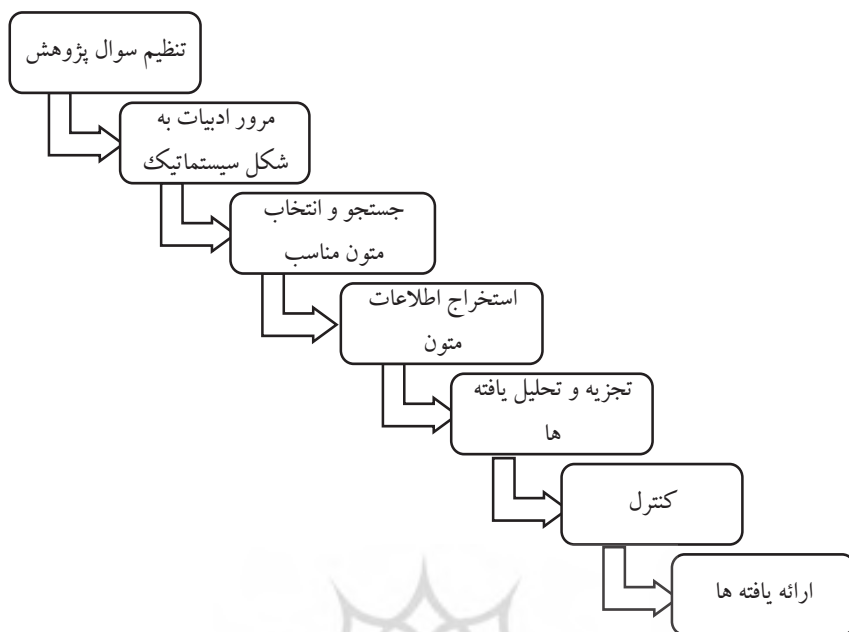 تنظیم سوال پژوهش
مرور ادبیات به
شکل سیستماتیک
جستجو و انتخاب
متون مناسب
استخراج اطلاعات
متون
تجزیه و تحلیل یافته
ها
کنترل
ارائه یافته ها